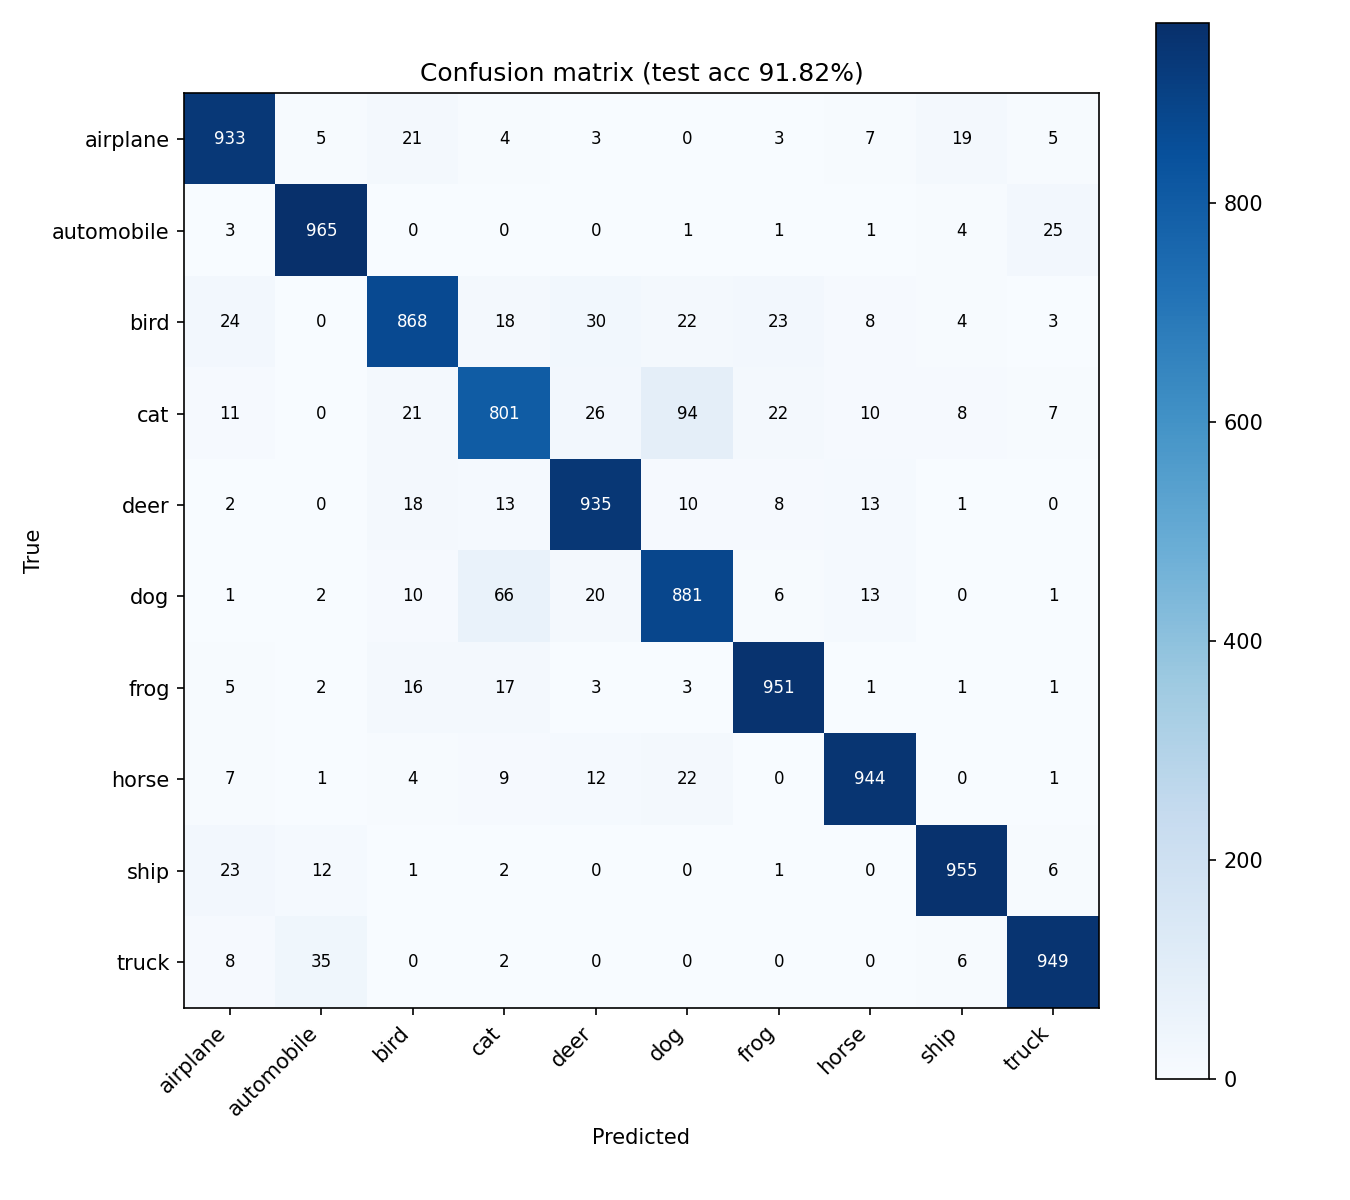 Confusion matrix (test acc 91.82%)
airplane 933 5 21 4 3 0 3 7 19 5
automobile 3 965 0 0 0 1 1 1 4 25
bird 24 0 868 18 30 22 23 8 4 3
cat 11 0 21 801 26 94 22 10 8 7
deer 2 0 18 13 935 10 8 13 1 0
dog 1 2 10 66 20 881 6 13 0 1
frog 5 2 16 17 3 3 951 1 1 1
horse 7 1 4 9 12 22 0 944 0 1
ship 23 12 1 2 0 0 1 0 955 6
truck 8 35 0 2 0 0 0 0 6 949
airplane automobile bird cat deer dog frog horse ship truck
Predicted
True
800
600
400
200
0